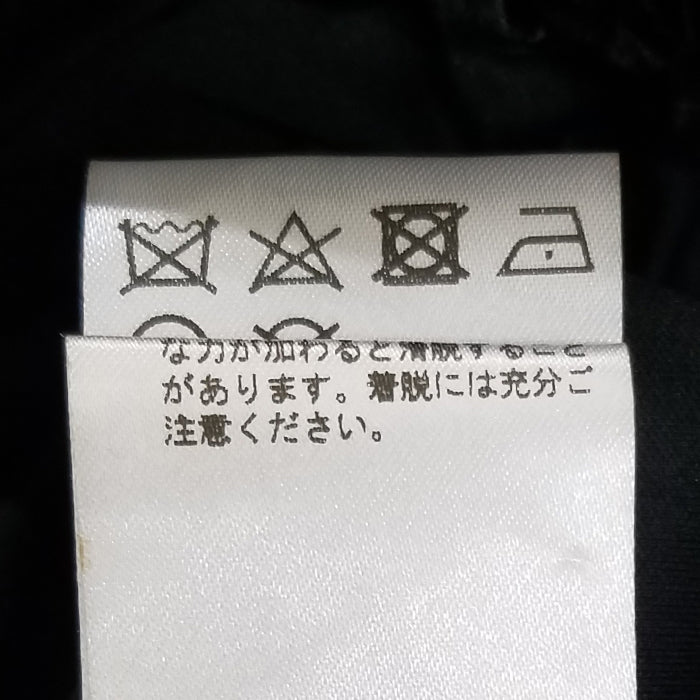 な力が加わると滑脱すること
があります。着脱には充分ご
注意ください。